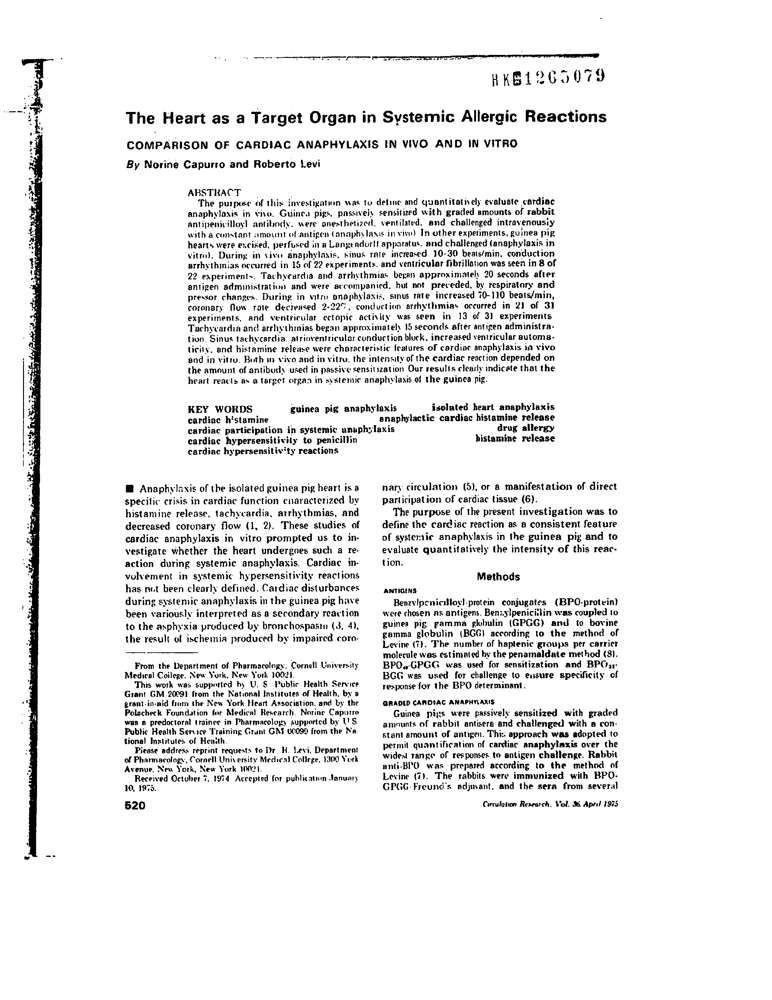 HK 1265079
The Heart as a Target Organ in Systemic Allergic Reactions
COMPARISON OF CARDIAC ANAPHYLAXIS IN VIVO AND IN VITRO
By Norine Capurro and Roberto Levi
ABSTRACT
The purpose of this investigation was to define and quantitatively evaluate cardiac
anaphylaxis in vivo. Guinea pigs, passively sensitized with graded amounts of rabbit
antipenicilloyl antibody, were anesthetized, ventilated, and challenged intravenously
with a constant amount of antigen (anaphylaxis in vivo). In other experiments, guinea pig
hearts were excised, perfused in a Langendorff apparatus, and challenged (anaphylaxis in
vitro). During in vivo anaphylaxis, sinus rate increased 10-30 beats/min, conduction
arrhythmias occurred in 15 of 22 experiments, and ventricular fibrillation was seen in 8 of
22 experiments. Tachycardia and arrhythmias began approximately 20 seconds after
antigen administration and were accompanied, but not preceded, by respiratory and
pressor changes. During in vitro anaphylaxis, sinus rate increased 70-110 beats/min,
coronary flow rate decreased 2-22%, conduction arrhythmias occurred in 21 of 31
experiments, and ventricular ectopic activity was seen in 13 of 31 experiments
Tachycardia and arrhythmias began approximately 15 seconds after antigen administra-
tion. Sinus tachycardia, atrioventricular conduction block, increased ventricular automa-
ticity, and histamine release were characteristic features of cardiac anaphylaxis in vivo
and in vitro. Both in vivo and in vitro, the intensity of the cardiac reaction depended on
the amount of antibody used in passive sensitization. Our results clearly indicate that the
heart reacts as a target organ in systemic anaphylaxis of the guinea pig.
KEY WORDS guinea pig anaphylaxis isolated heart anaphylaxis
cardiac histamine anaphylactic cardiac histamine release
cardiac participation in systemic anaphylaxis drug allergy
cardiac hypersensitivity to penicillin histamine release
cardiac hypersensitivity reactions
■ Anaphylaxis of the isolated guinea pig heart is a
specific crisis in cardiac function characterized by
histamine release, tachycardia, arrhythmias, and
decreased coronary flow (1, 2). These studies of
cardiac anaphylaxis in vitro prompted us to in-
vestigate whether the heart undergoes such a re-
action during systemic anaphylaxis. Cardiac in-
volvement in systemic hypersensitivity reactions
has not been clearly defined. Cardiac disturbances
during systemic anaphylaxis in the guinea pig have
been variously interpreted as a secondary reaction
to the asphyxia produced by bronchospasm (3, 4),
the result of ischemia produced by impaired coro-
From the Department of Pharmacology, Cornell University
Medical College, New York, New York 10021.
This work was supported by U. S. Public Health Service
Grant GM 20091 from the National Institutes of Health, by a
grant-in-aid from the New York Heart Association, and by the
Polacheck Foundation for Medical Research. Norine Capurro
was a predoctoral trainee in Pharmacology supported by U. S.
Public Health Service Training Grant GM 00099 from the Na-
tional Institutes of Health.
Please address reprint requests to Dr. R. Levi, Department
of Pharmacology, Cornell University Medical College, 1300 York
Avenue, New York, New York 10021.
Received October 7, 1974. Accepted for publication January
10, 1975.
520
nary circulation (5), or a manifestation of direct
participation of cardiac tissue (6).
The purpose of the present investigation was to
define the cardiac reaction as a consistent feature
of systemic anaphylaxis in the guinea pig and to
evaluate quantitatively the intensity of this reac-
tion.
Methods
ANTIGENS
Benzylpenicilloyl-protein conjugates (BPO-protein)
were chosen as antigens. Benzylpenicillin was coupled to
guinea pig gamma globulin (GPGG) and to bovine
gamma globulin (BGG) according to the method of
Levine (7). The number of haptenic groups per carrier
molecule was estimated by the penamaldate method (8).
BPO -GPGG was used for sensitization and BPO -
BGG was used for challenge to ensure specificity of
response for the BPO determinant.
GRADED CARDIAC ANAPHYLAXIS
Guinea pigs were passively sensitized with graded
amounts of rabbit antisera and challenged with a con-
stant amount of antigen. This approach was adopted to
permit quantification of cardiac anaphylaxis over the
widest range of responses to antigen challenge. Rabbit
anti-BPO was prepared according to the method of
Levine (7). The rabbits were immunized with BPO-
GPGG-Freund's adjuvant, and the sera from several
Circulation Research, Vol. 36, April 1975